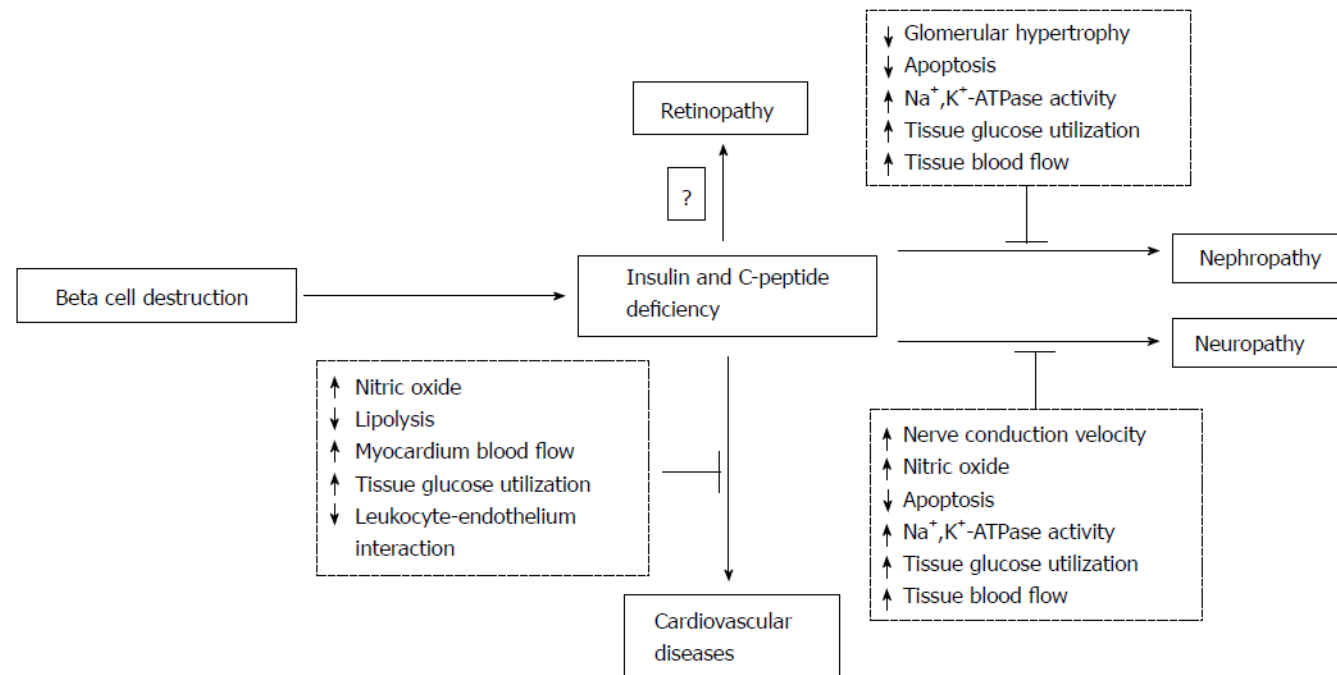 ↓ Glomerular hypertrophy
↓ Apoptosis
↑ Na⁺,K⁺-ATPase activity
↑ Tissue glucose utilization
↑ Tissue blood flow
Retinopathy
?
Nephropathy
Insulin and C-peptide
deficiency
Beta cell destruction
Neuropathy
↑ Nitric oxide
↓ Lipolysis
↑ Myocardium blood flow
↑ Tissue glucose utilization
↓ Leukocyte-endothelium
interaction
↑ Nerve conduction velocity
↑ Nitric oxide
↓ Apoptosis
↑ Na⁺,K⁺-ATPase activity
↑ Tissue glucose utilization
↑ Tissue blood flow
Cardiovascular
diseases